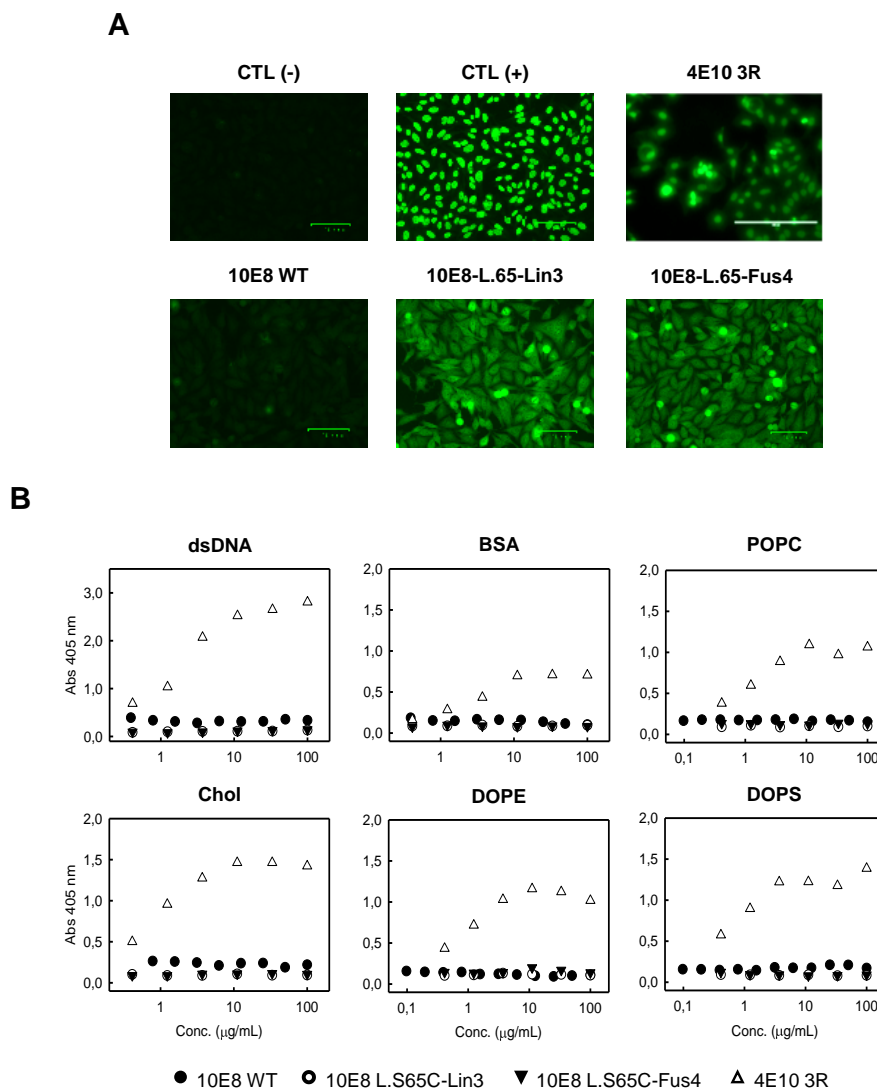 A
CTL (-) CTL (+) 4E10 3R
10E8 WT 10E8-L.65-Lin3 10E8-L.65-Fus4
B
dsDNA BSA POPC
Abs 405 nm
3,0
2,0
1,0
0,0
1 10 100
2,0
1,5
1,0
0,5
0,0
1 10 100
2,0
1,5
1,0
0,5
0,0
0,1 1 10 100
Chol DOPE DOPS
Abs 405 nm
2,0
1,5
1,0
0,5
0,0
1 10 100
2,0
1,5
1,0
0,5
0,0
0,1 1 10 100
2,0
1,5
1,0
0,5
0,0
0,1 1 10 100
Conc. (μg/mL) Conc. (μg/mL) Conc. (μg/mL)
10E8 WT 10E8 L.S65C-Lin3 10E8 L.S65C-Fus4 4E10 3R